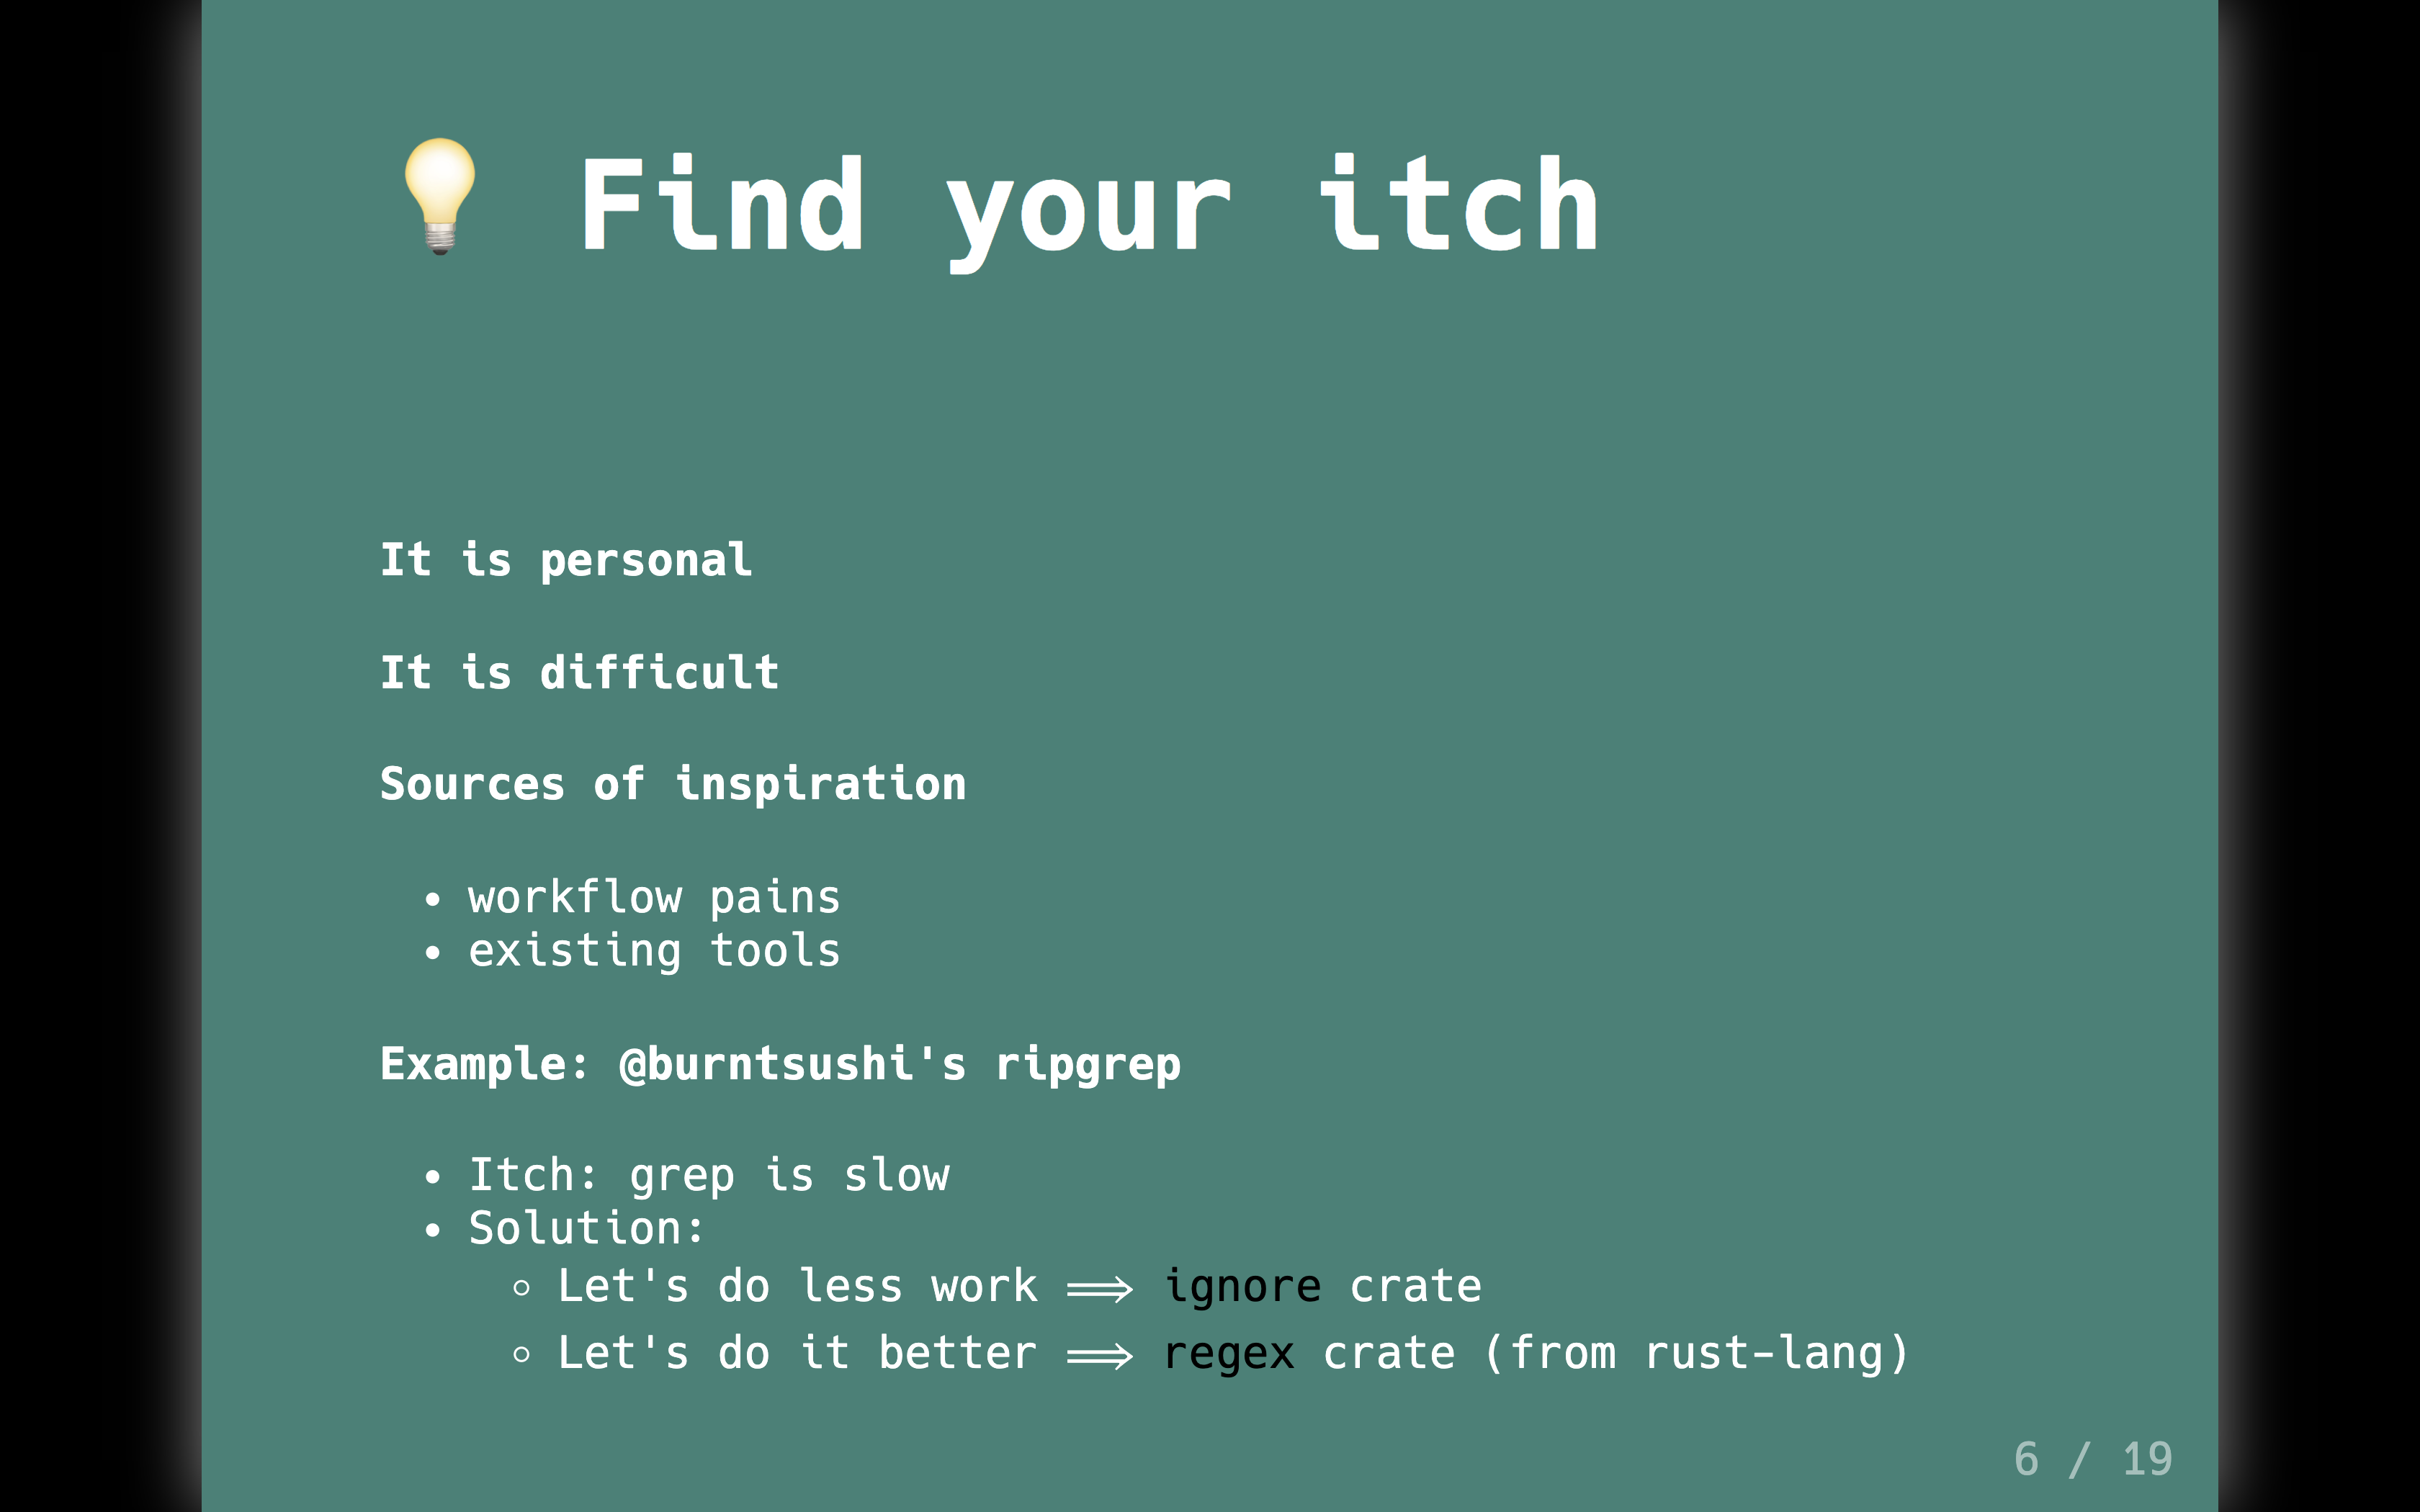 Find your itch
It is personal
It is difficult
Sources of inspiration
• workflow pains
• existing tools
Example: @burntsushi's ripgrep
• Itch: grep is slow
• Solution:
◦ Let's do less work ⟹ ignore crate
◦ Let's do it better ⟹ regex crate (from rust-lang)
6 / 19